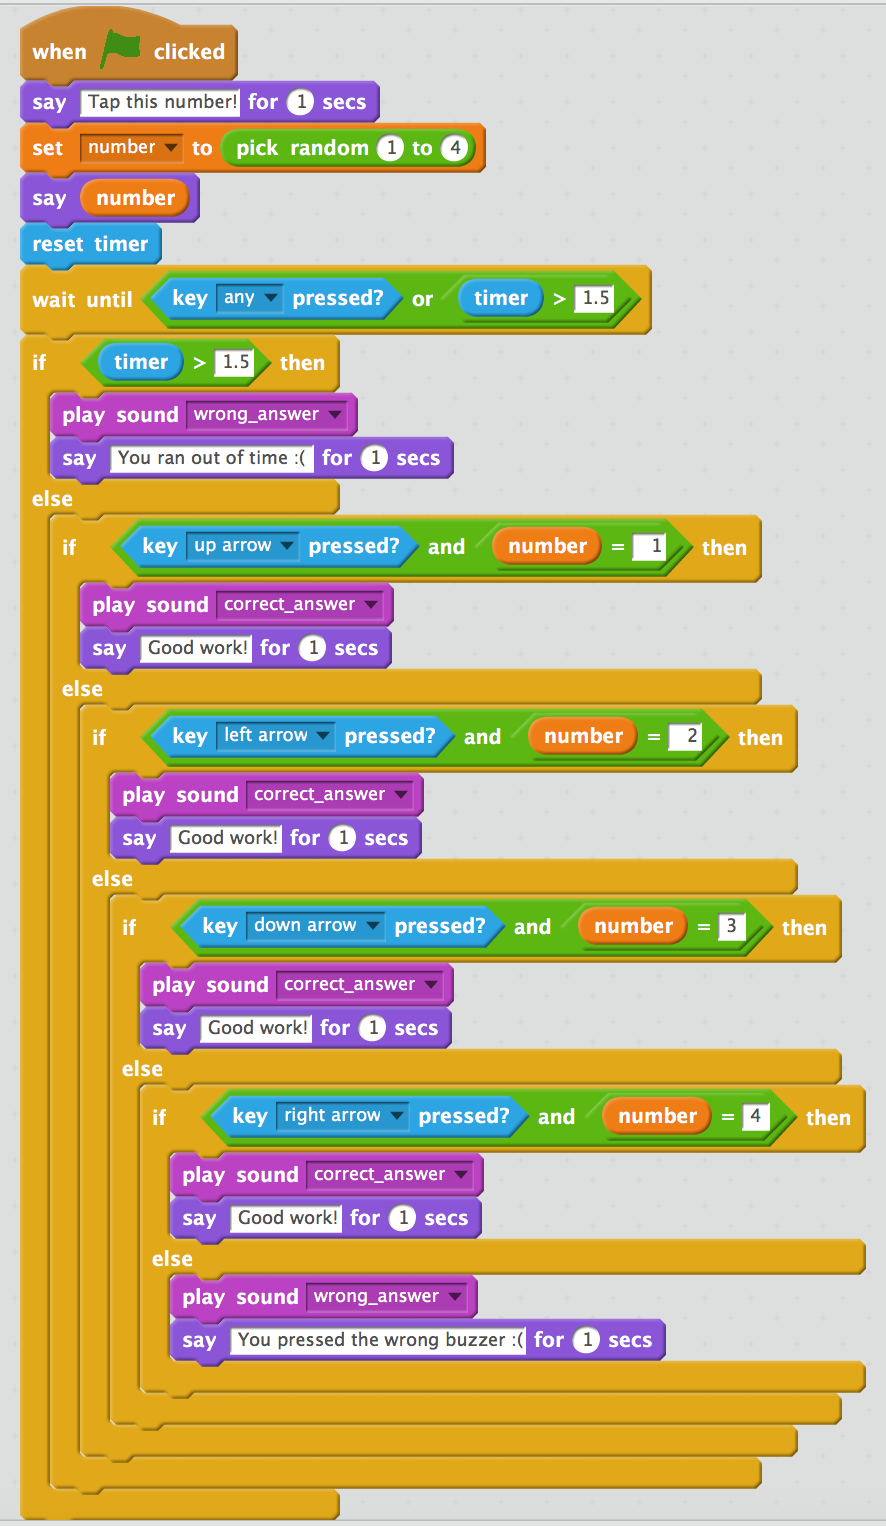 when clicked
say Tap this number! for 1 secs
set number to pick random 1 to 4
say number
reset timer
wait until key any pressed? or timer > 1.5
if timer > 1.5 then
play sound wrong_answer
say You ran out of time :( for 1 secs
else
if key up arrow pressed? and number = 1 then
play sound correct_answer
say Good work! for 1 secs
else
if key left arrow pressed? and number = 2 then
play sound correct_answer
say Good work! for 1 secs
else
if key down arrow pressed? and number = 3 then
play sound correct_answer
say Good work! for 1 secs
else
if key right arrow pressed? and number = 4 then
play sound correct_answer
say Good work! for 1 secs
else
play sound wrong_answer
say You pressed the wrong buzzer :( for 1 secs